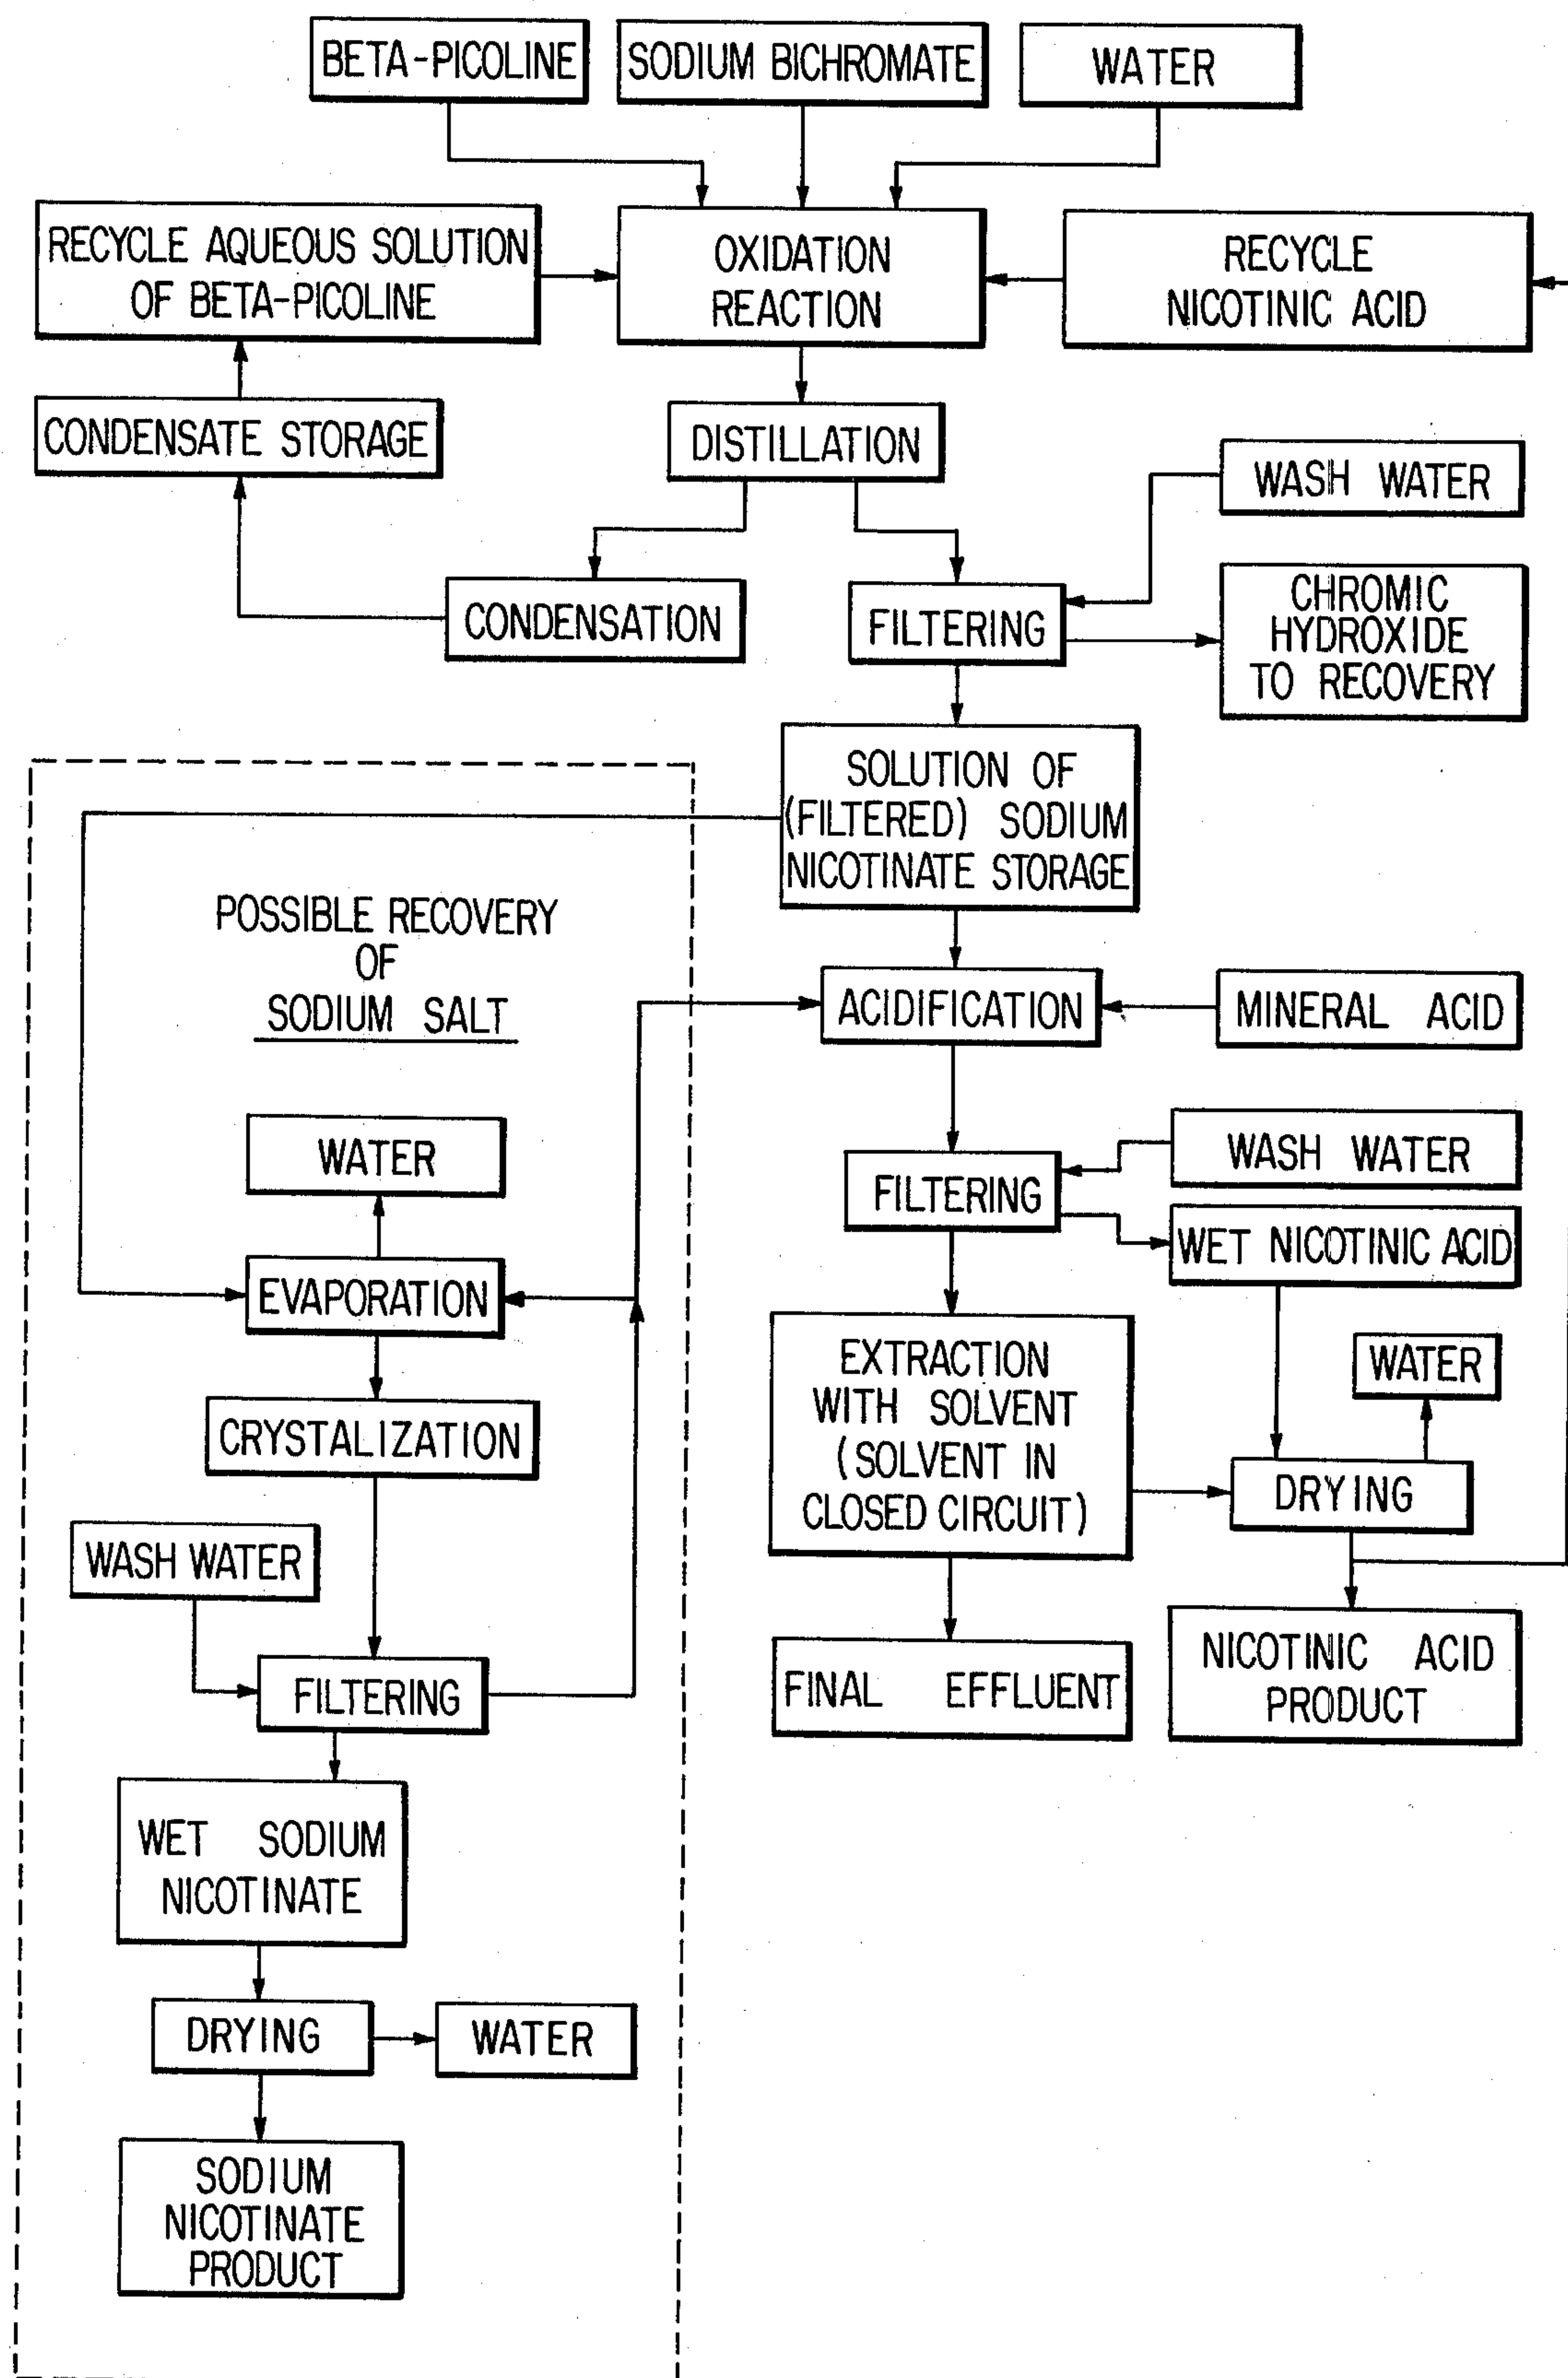 BETA-PICOLINE
SODIUM BICHROMATE
WATER
RECYCLE AQUEOUS SOLUTION
OF BETA-PICOLINE
OXIDATION
REACTION
RECYCLE
NICOTINIC ACID
CONDENSATE STORAGE
DISTILLATION
WASH WATER
CONDENSATION
FILTERING
CHROMIC
HYDROXIDE
TO RECOVERY
SOLUTION OF
(FILTERED) SODIUM
NICOTINATE STORAGE
POSSIBLE RECOVERY
OF
SODIUM SALT
ACIDIFICATION
MINERAL ACID
WATER
FILTERING
WASH WATER
WET NICOTINIC ACID
EVAPORATION
EXTRACTION
WITH SOLVENT
(SOLVENT IN
CLOSED CIRCUIT)
WATER
CRYSTALIZATION
DRYING
WASH WATER
FILTERING
FINAL EFFLUENT
NICOTINIC ACID
PRODUCT
WET SODIUM
NICOTINATE
DRYING
WATER
SODIUM
NICOTINATE
PRODUCT